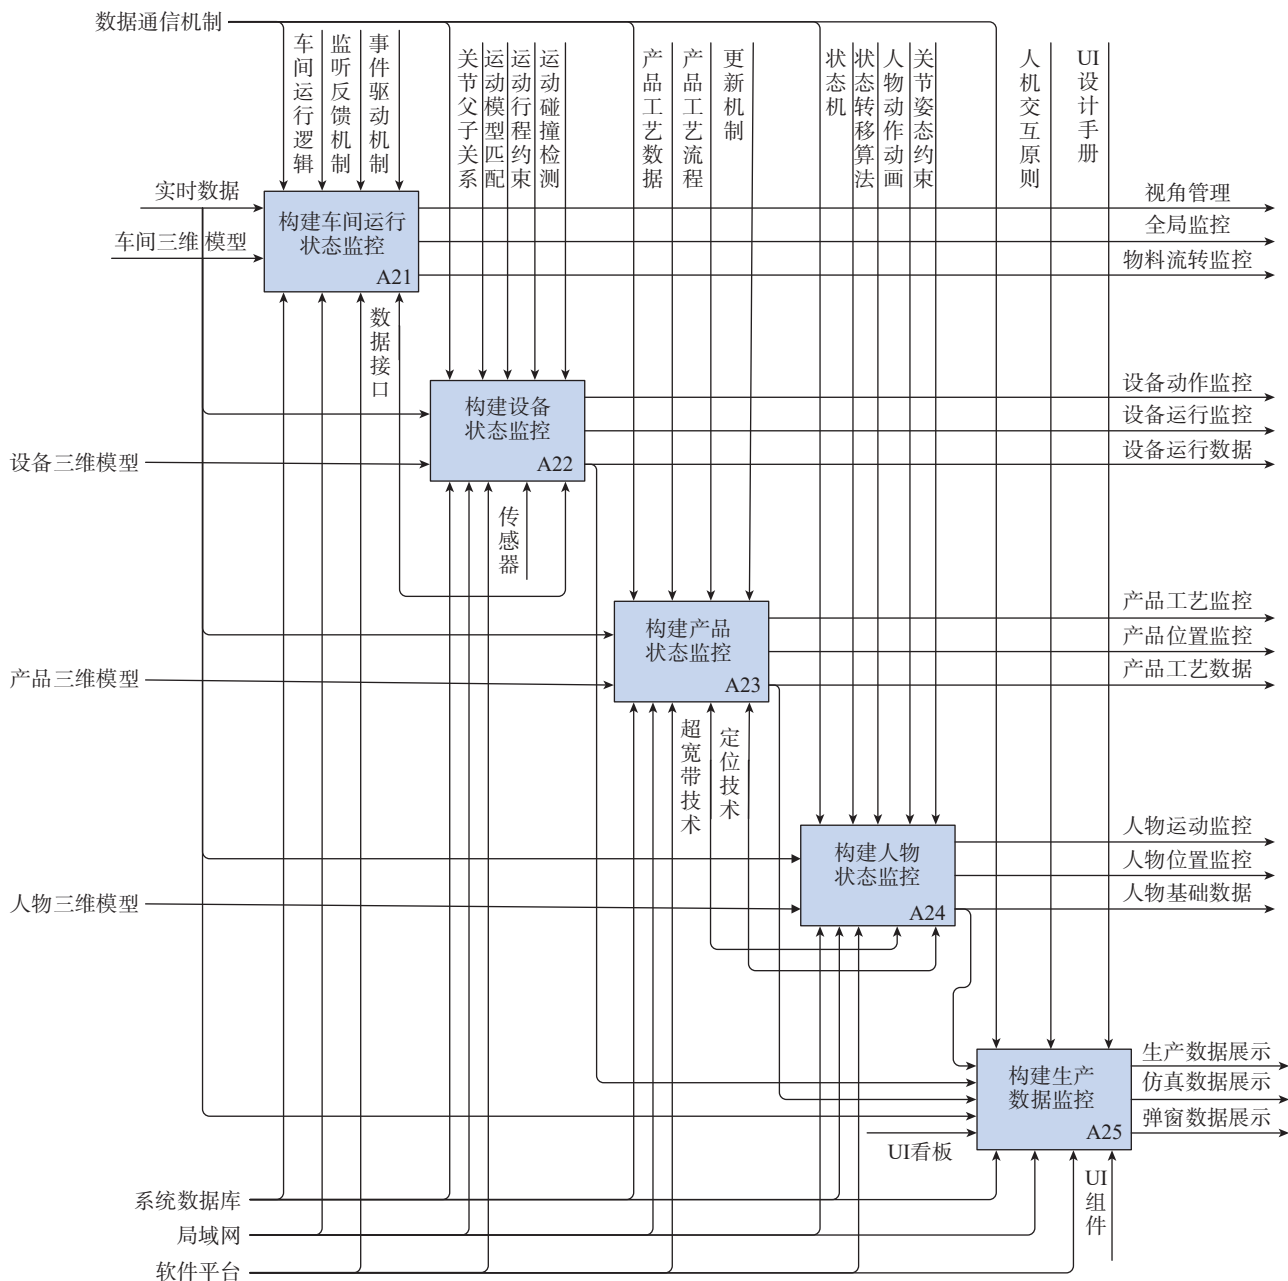 数据通信机制
车间运行逻辑
监听反馈机制
事件驱动机制
关节父子关系
运动模型匹配
运动行程约束
运动碰撞检测
产品工艺数据
产品工艺流程
更新机制
状态机
状态转移算法
人物动作动画
关节姿态约束
人机交互原则
UI设计手册
实时数据
车间三维模型
构建车间运行
状态监控
A21
视角管理
全局监控
物料流转监控
数据接口
构建设备
状态监控
A22
设备动作监控
设备运行监控
设备运行数据
设备三维模型
传感器
构建产品
状态监控
A23
产品工艺监控
产品位置监控
产品工艺数据
产品三维模型
超宽带技术
定位技术
构建人物
状态监控
A24
人物运动监控
人物位置监控
人物基础数据
人物三维模型
构建生产
数据监控
A25
生产数据展示
仿真数据展示
弹窗数据展示
UI看板
UI组件
系统数据库
局域网
软件平台